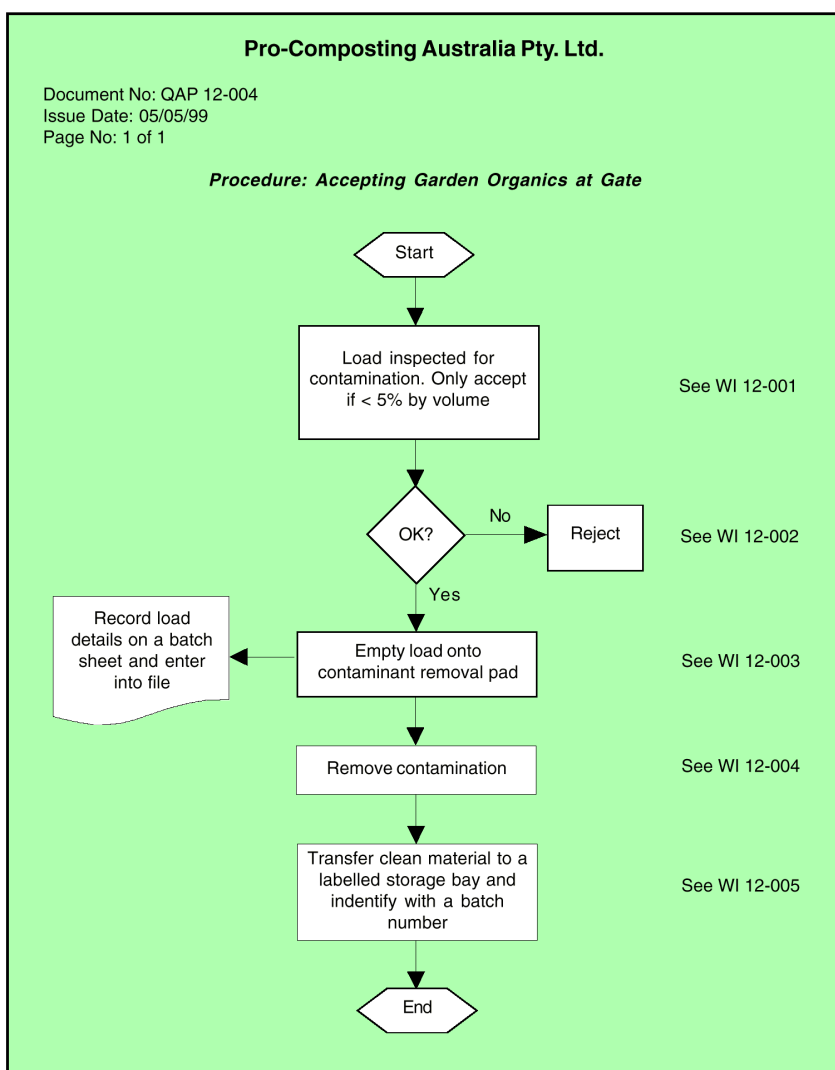 Pro-Composting Australia Pty. Ltd.
Document No: QAP 12-004
Issue Date: 05/05/99
Page No: 1 of 1
Procedure: Accepting Garden Organics at Gate
Start
Load inspected for
contamination. Only accept
if < 5% by volume
See WI 12-001
OK?
No
Reject
See WI 12-002
Yes
Record load
details on a batch
sheet and enter
into file
Empty load onto
contaminant removal pad
See WI 12-003
Remove contamination
See WI 12-004
Transfer clean material to a
labelled storage bay and
indentify with a batch
number
See WI 12-005
End